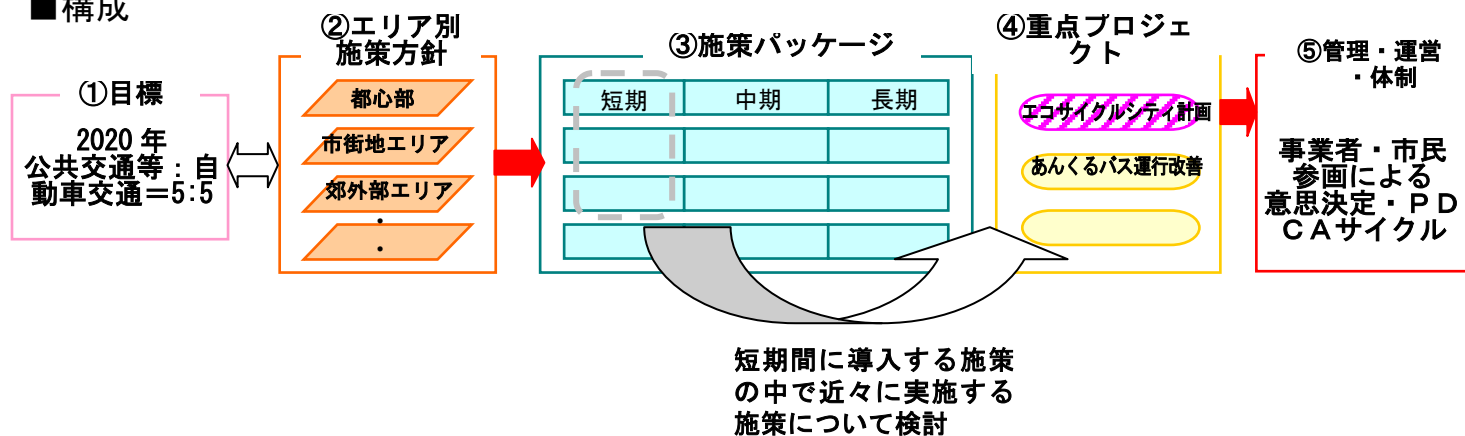 ■構成
①目標
2020 年
公共交通等：自
動車交通＝5:5
②エリア別
施策方針
都心部
市街地エリア
郊外部エリア
・
・
③施策パッケージ
短期
中期
長期
④重点プロジェ
クト
エコサイクルシティ計画
あんくるバス運行改善
⑤管理・運営
・体制
事業者・市民
参画による
意思決定・ＰＤ
ＣＡサイクル
短期間に導入する施策
の中で近々に実施する
施策について検討